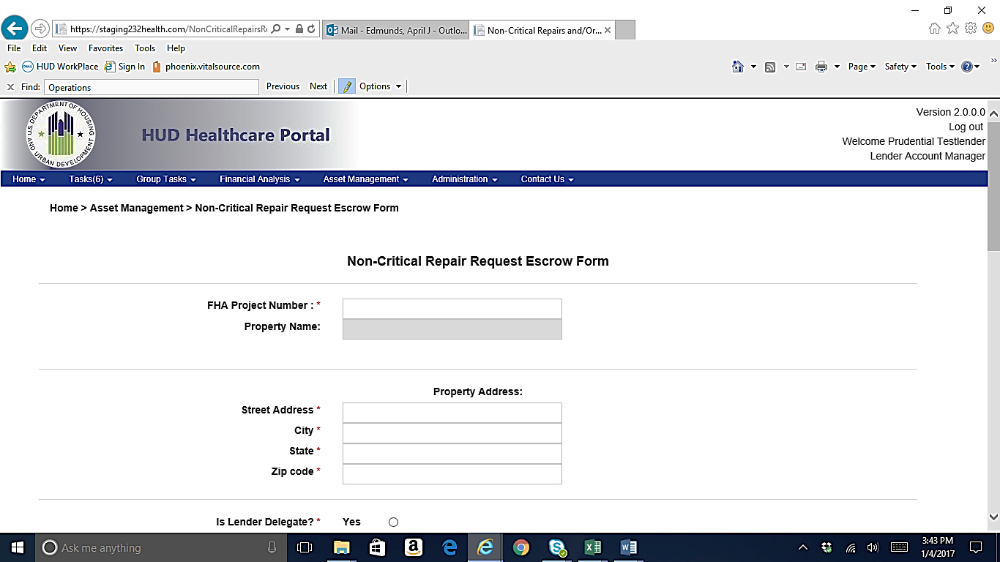 https://staging232health.com/NonCriticalRepairsR
Mail - Edmunds, April J - Outlo...
Non-Critical Repairs and/Or...
File Edit View Favorites Tools Help
HUD WorkPlace Sign In phoenix.vitalsource.com
Page Safety Tools
x Find: Operations Previous Next Options
U.S. DEPARTMENT OF HOUSING AND URBAN DEVELOPMENT
HUD Healthcare Portal
Version 2.0.0.0
Log out
Welcome Prudential Testlender
Lender Account Manager
Home Tasks(6) Group Tasks Financial Analysis Asset Management Administration Contact Us
Home > Asset Management > Non-Critical Repair Request Escrow Form
Non-Critical Repair Request Escrow Form
FHA Project Number : *
Property Name:
Property Address:
Street Address *
City *
State *
Zip code *
Is Lender Delegate? * Yes
Ask me anything
3:43 PM
1/4/2017